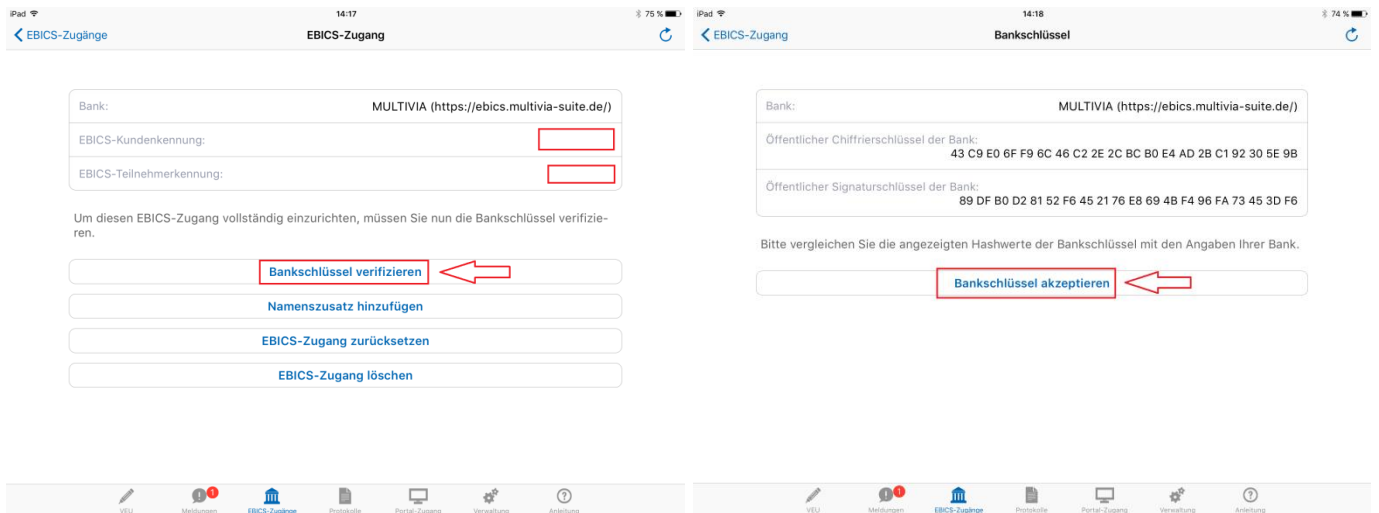 iPad 14:17 75 %
EBICS-Zugänge EBICS-Zugang
Bank: MULTIVIA (https://ebics.multivia-suite.de/)
EBICS-Kundenkennung:
EBICS-Teilnehmerkennung:
Um diesen EBICS-Zugang vollständig einzurichten, müssen Sie nun die Bankschlüssel verifizie-
ren.
Bankschlüssel verifizieren
Namenszusatz hinzufügen
EBICS-Zugang zurücksetzen
EBICS-Zugang löschen
VEU Meldungen 1 EBICS-Zugänge Protokolle Portal-Zugang Verwaltung Anleitung
iPad 14:18 74 %
EBICS-Zugang Bankschlüssel
Bank: MULTIVIA (https://ebics.multivia-suite.de/)
Öffentlicher Chiffrierschlüssel der Bank:
43 C9 E0 6F F9 6C 46 C2 2E 2C BC B0 E4 AD 2B C1 92 30 5E 9B
Öffentlicher Signaturschlüssel der Bank:
89 DF B0 D2 81 52 F6 45 21 76 E8 69 4B F4 96 FA 73 45 3D F6
Bitte vergleichen Sie die angezeigten Hashwerte der Bankschlüssel mit den Angaben Ihrer Bank.
Bankschlüssel akzeptieren
VEU Meldungen 1 EBICS-Zugänge Protokolle Portal-Zugang Verwaltung Anleitung